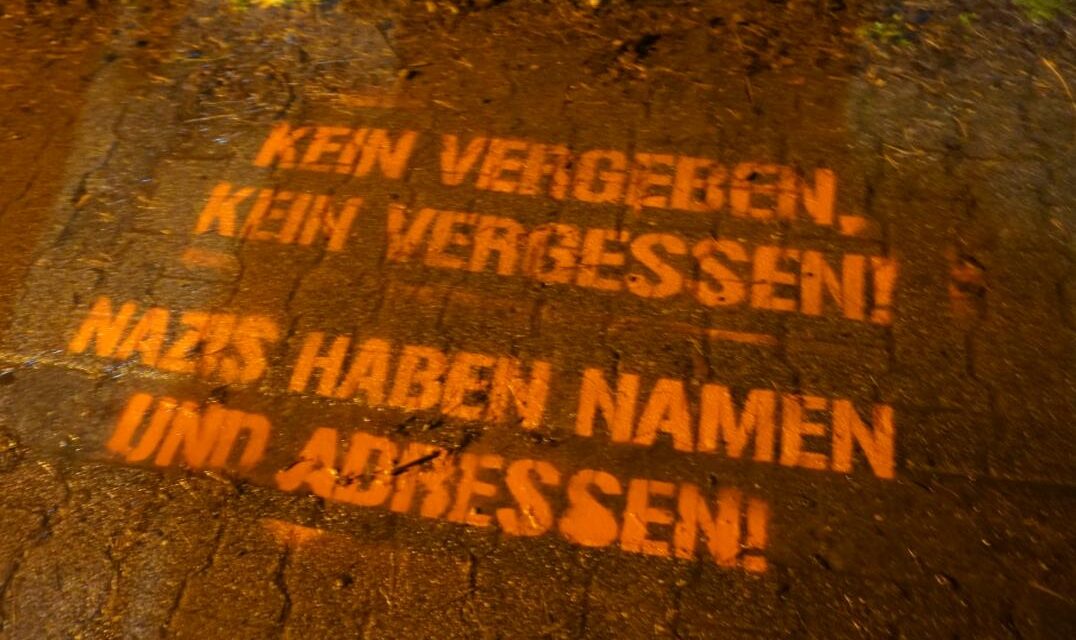 KEIN VERGEBEN,
KEIN VERGESSEN!
NAZIS HABEN NAMEN
UND ADRESSEN!